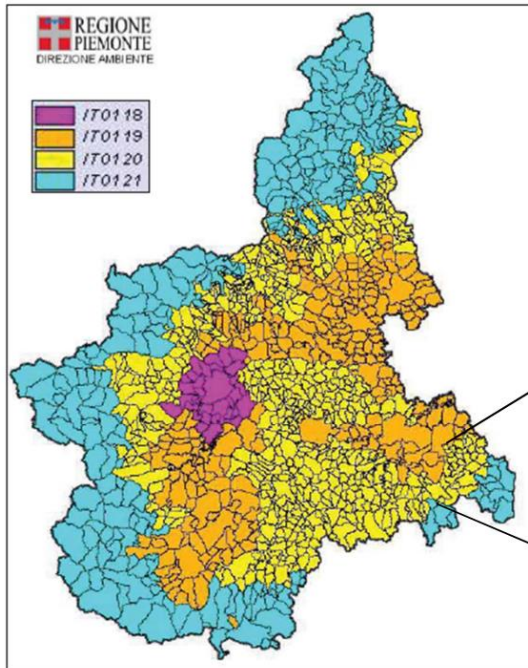 REGIONE
PIEMONTE
DIREZIONE AMBIENTE
IT0118
IT0119
IT0120
IT0121